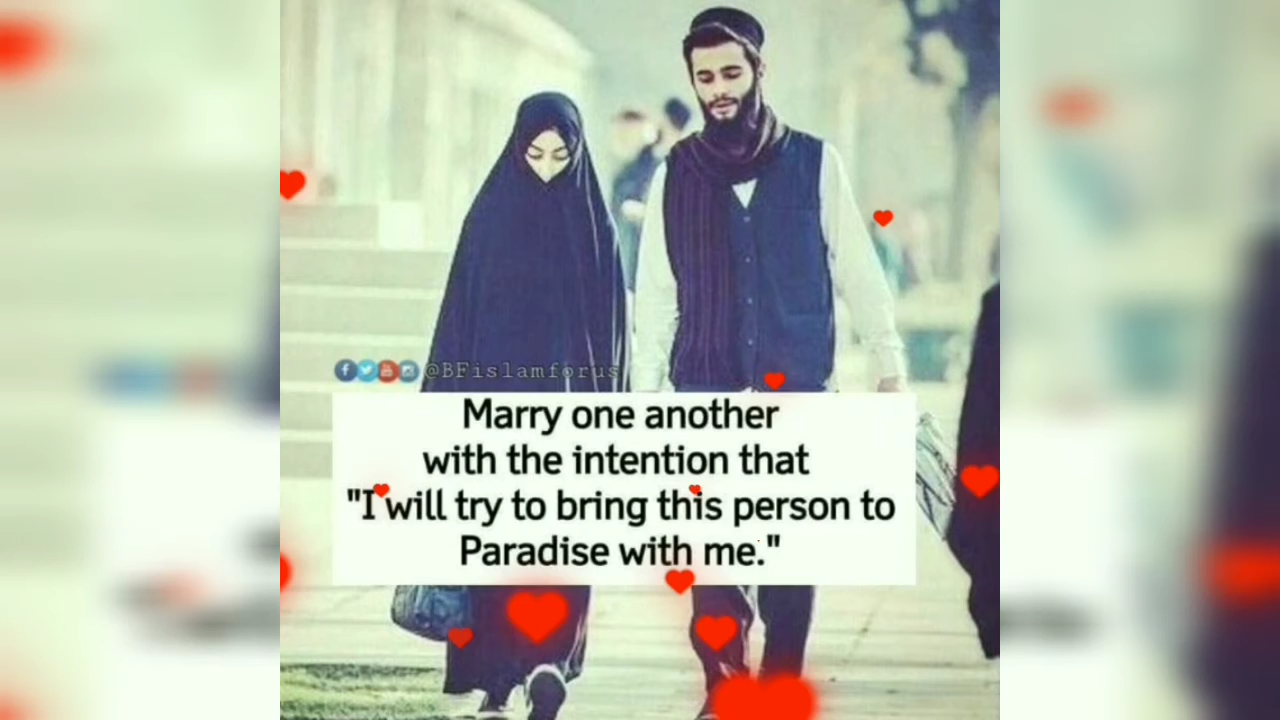 @BFislamforus
Marry one another
with the intention that
"I will try to bring this person to
Paradise with me."